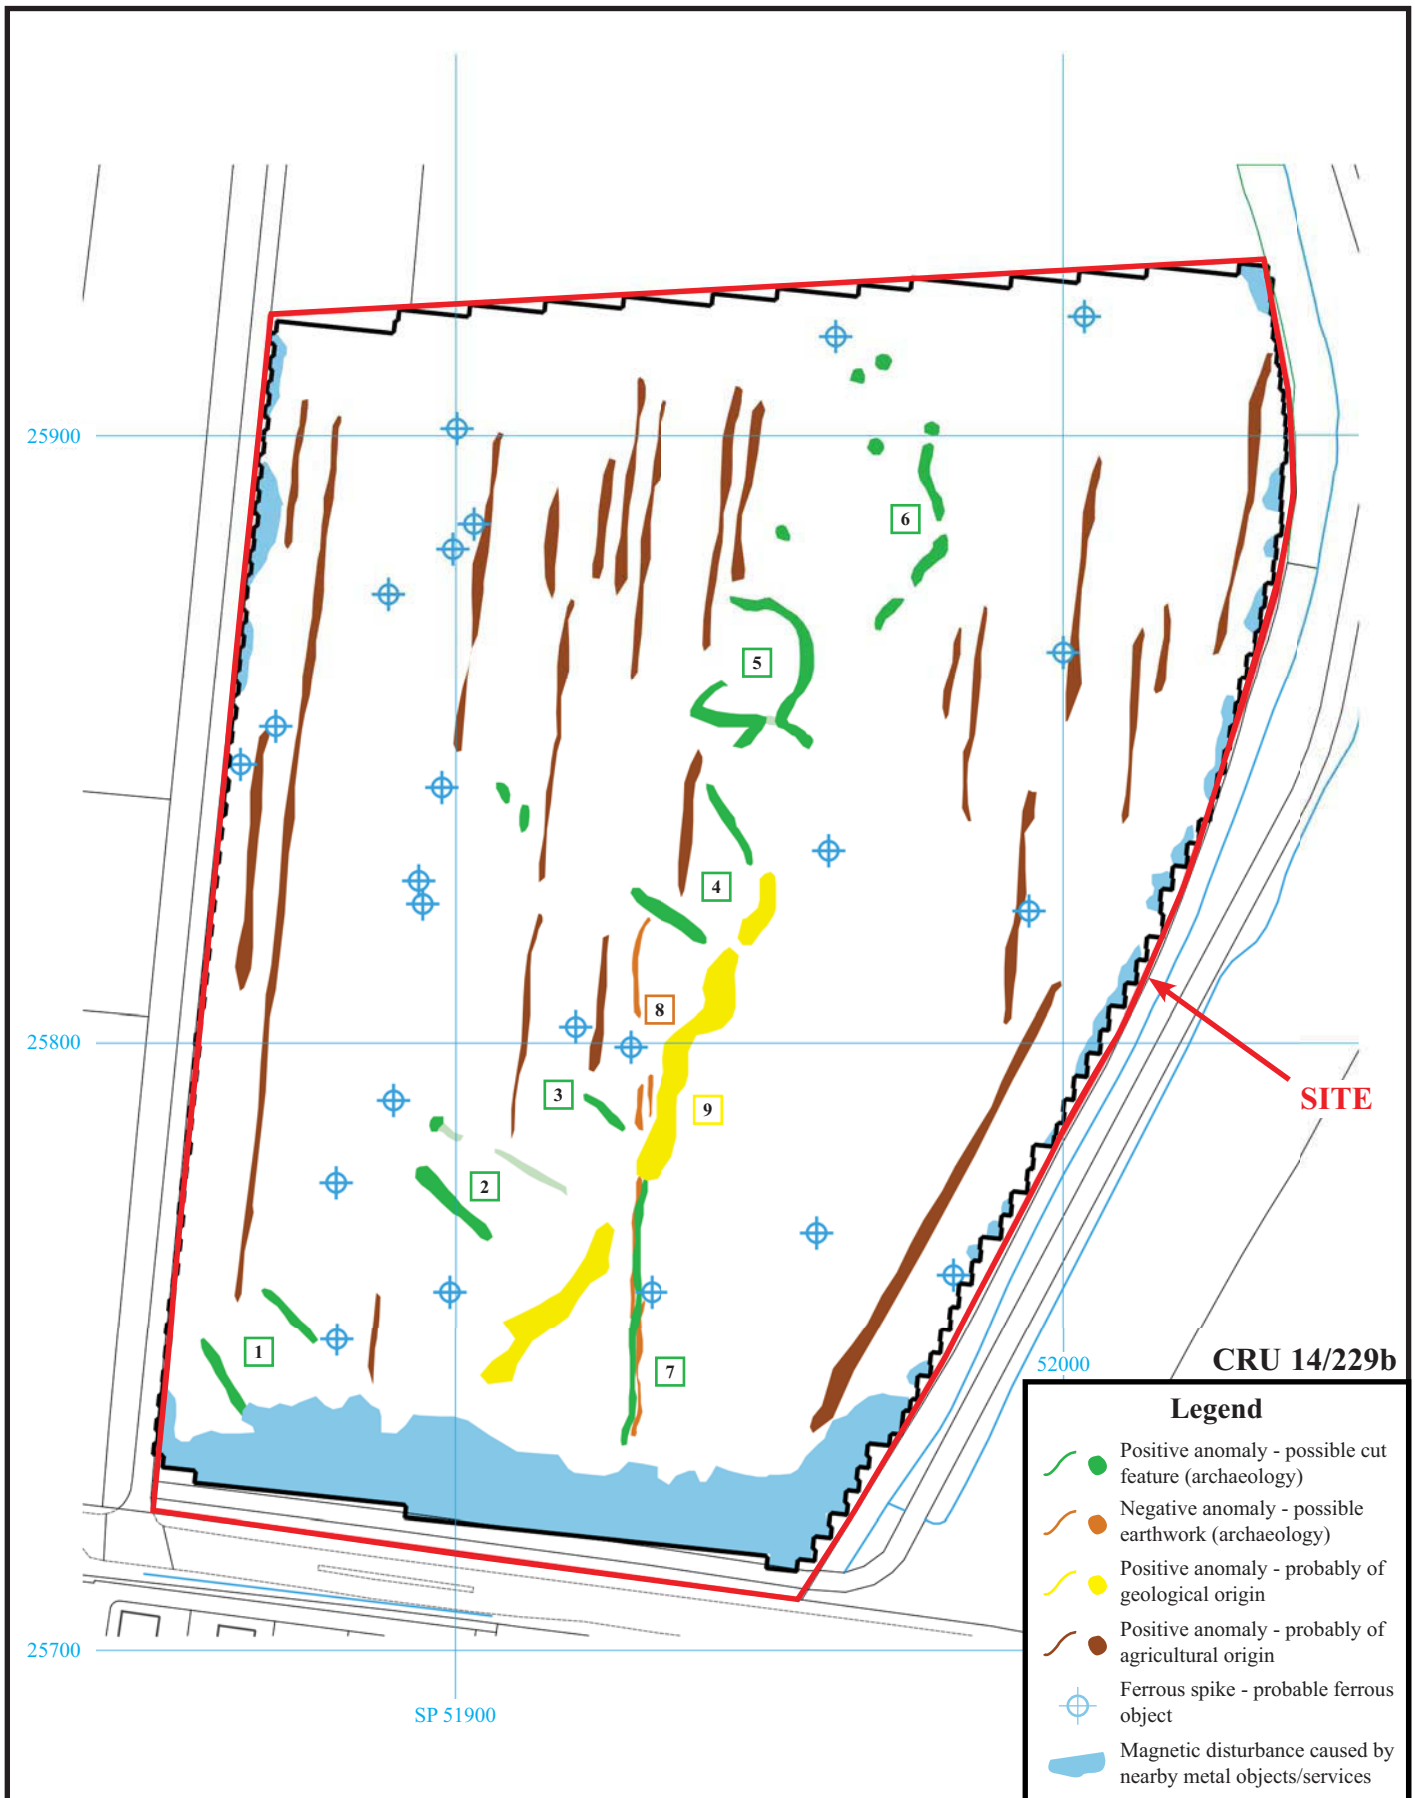 25900
6
5
4
8
25800
3
9
SITE
2
1
7
52000
CRU 14/229b
25700
SP 51900
Legend
Positive anomaly - possible cut
feature (archaeology)
Negative anomaly - possible
earthwork (archaeology)
Positive anomaly - probably of
geological origin
Positive anomaly - probably of
agricultural origin
Ferrous spike - probable ferrous
object
Magnetic disturbance caused by
nearby metal objects/services